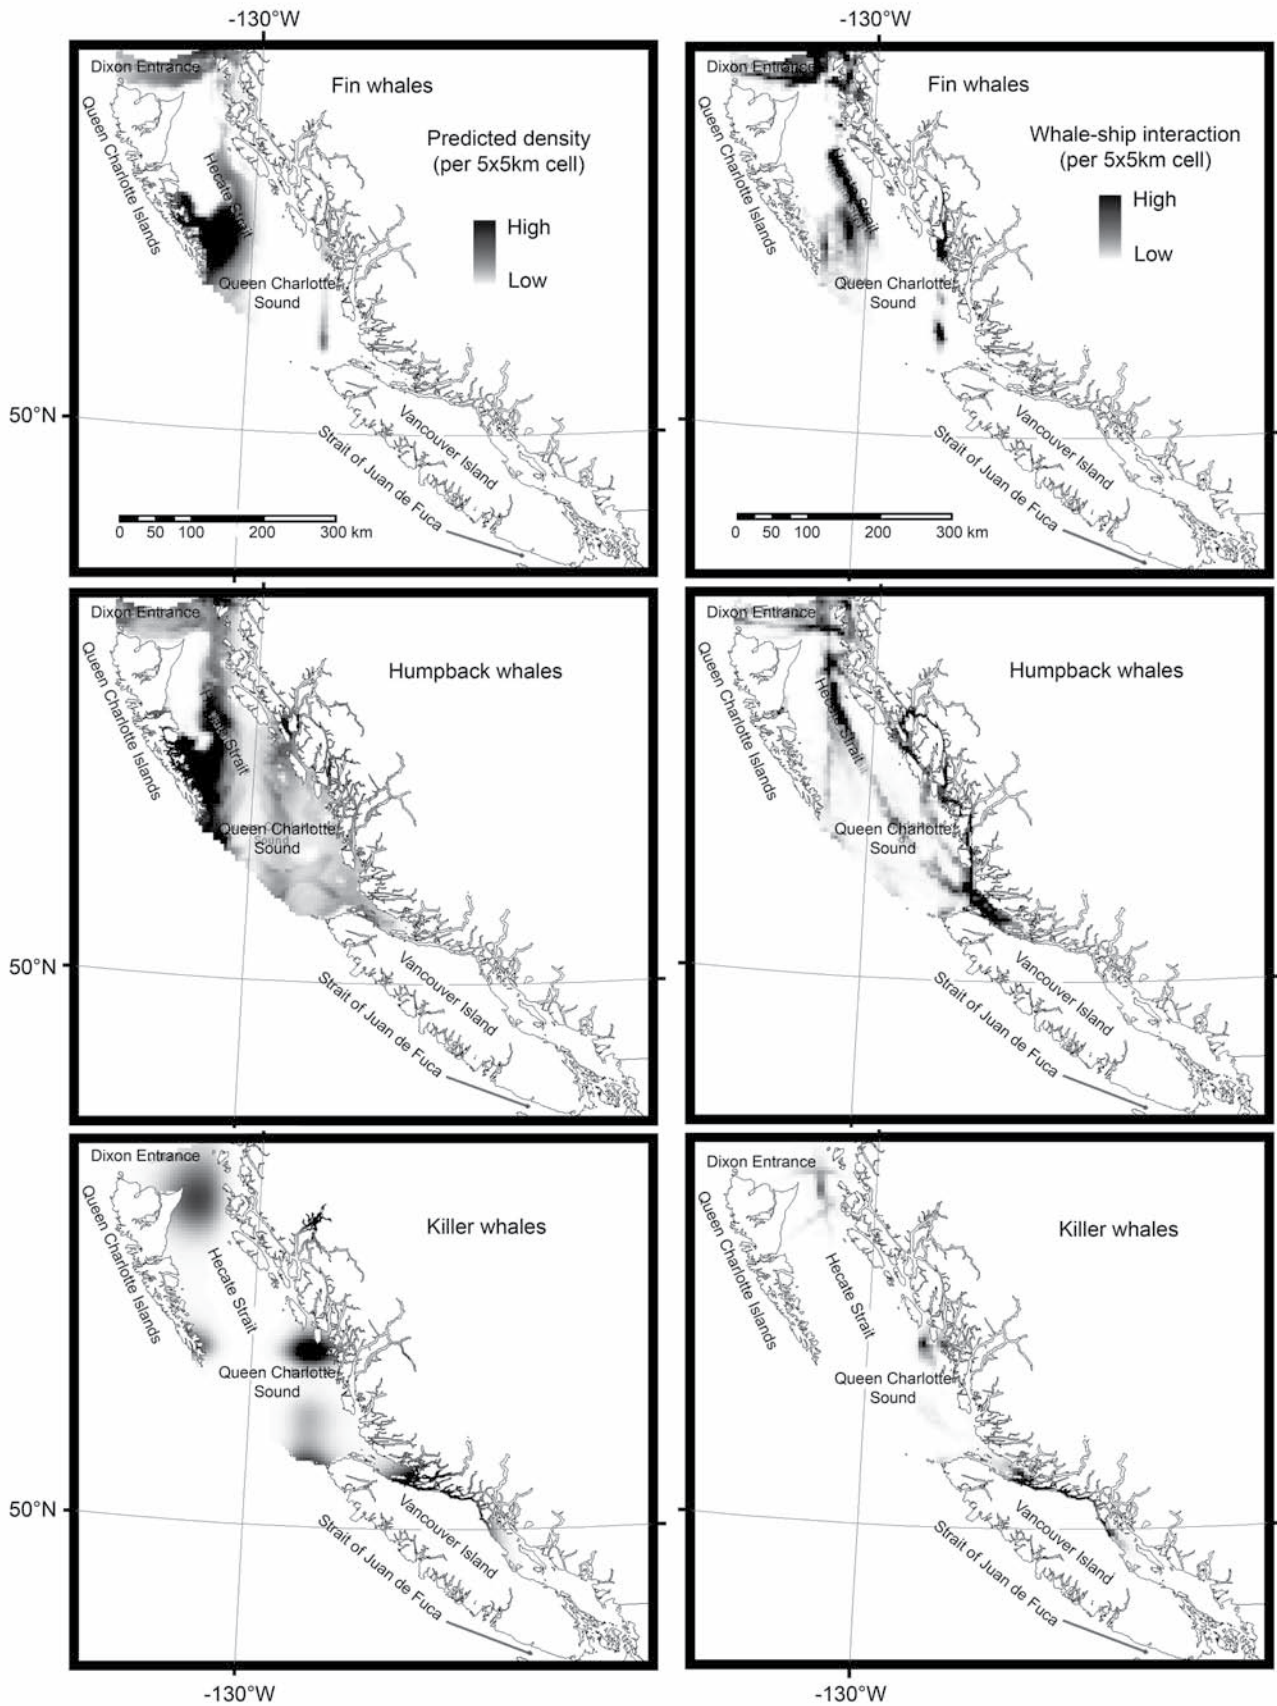 -130°W
-130°W
Dixon Entrance
Fin whales
Queen Charlotte Islands
Predicted density
(per 5x5km cell)
High
Low
Hecate Strait
Queen Charlotte
Sound
50°N
Vancouver Island
Strait of Juan de Fuca
0 50 100 200 300 km
Dixon Entrance
Fin whales
Queen Charlotte Islands
Whale-ship interaction
(per 5x5km cell)
High
Low
Hecate Strait
Queen Charlotte
Sound
Vancouver Island
Strait of Juan de Fuca
0 50 100 200 300 km
Dixon Entrance
Humpback whales
Queen Charlotte Islands
Hecate Strait
Queen Charlotte
Sound
50°N
Vancouver Island
Strait of Juan de Fuca
Dixon Entrance
Humpback whales
Queen Charlotte Islands
Hecate Strait
Queen Charlotte
Sound
Vancouver Island
Strait of Juan de Fuca
Dixon Entrance
Killer whales
Queen Charlotte Islands
Hecate Strait
Queen Charlotte
Sound
50°N
Vancouver Island
Strait of Juan de Fuca
Dixon Entrance
Killer whales
Queen Charlotte Islands
Hecate Strait
Queen Charlotte
Sound
Vancouver Island
Strait of Juan de Fuca
-130°W
-130°W